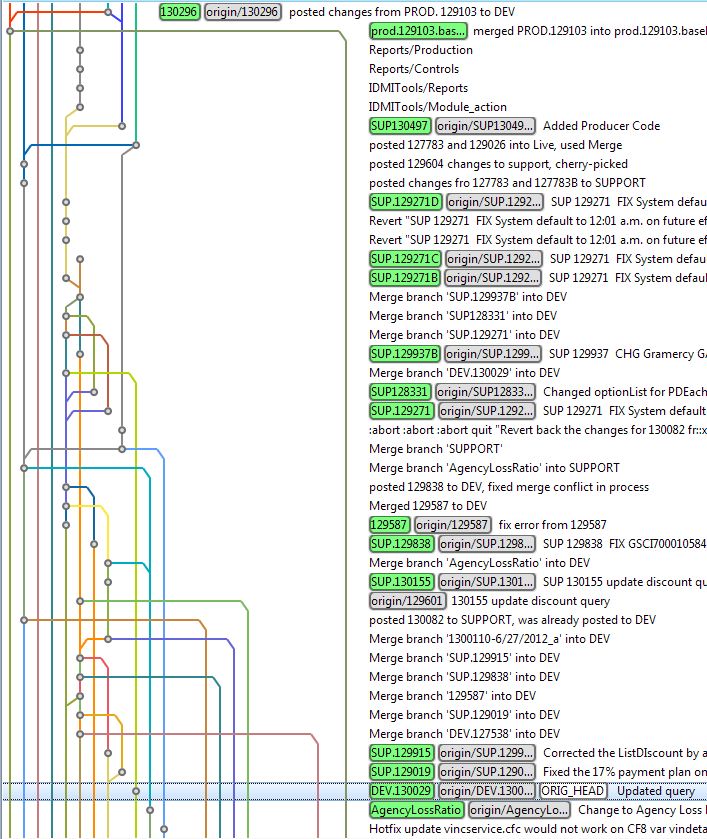 130296 origin/130296 posted changes from PROD. 129103 to DEV
prod.129103.bas... merged PROD.129103 into prod.129103.basel
Reports/Production
Reports/Controls
IDMITools/Reports
IDMITools/Module_action
SUP130497 origin/SUP13049... Added Producer Code
posted 127783 and 129026 into Live, used Merge
posted 129604 changes to support, cherry-picked
posted changes fro 127783 and 127783B to SUPPORT
SUP.129271D origin/SUP.1292... SUP 129271 FIX System defau
Revert "SUP 129271 FIX System default to 12:01 a.m. on future ef
Revert "SUP 129271 FIX System default to 12:01 a.m. on future ef
SUP.129271C origin/SUP.1292... SUP 129271 FIX System defau
SUP.129271B origin/SUP.1292... SUP 129271 FIX System defau
Merge branch 'SUP.129937B' into DEV
Merge branch 'SUP128331' into DEV
Merge branch 'SUP.129271' into DEV
SUP.129937B origin/SUP.1299... SUP 129937 CHG Gramercy GA
Merge branch 'DEV.130029' into DEV
SUP128331 origin/SUP12833... Changed optionList for PDEach
SUP.129271 origin/SUP.1292... SUP 129271 FIX System default
:abort :abort :abort quit "Revert back the changes for 130082 fr::x
Merge branch 'SUPPORT'
Merge branch 'AgencyLossRatio' into SUPPORT
posted 129838 to DEV, fixed merge conflict in process
Merged 129587 to DEV
129587 origin/129587 fix error from 129587
SUP.129838 origin/SUP.1298... SUP 129838 FIX GSCI700010584
Merge branch 'AgencyLossRatio' into DEV
SUP.130155 origin/SUP.1301... SUP 130155 update discount qu
origin/129601 130155 update discount query
posted 130082 to SUPPORT, was already posted to DEV
Merge branch '1300110-6/27/2012_a' into DEV
Merge branch 'SUP.129915' into DEV
Merge branch 'SUP.129838' into DEV
Merge branch '129587' into DEV
Merge branch 'SUP.129019' into DEV
Merge branch 'DEV.127538' into DEV
SUP.129915 origin/SUP.1299... Corrected the ListDIscount by a
SUP.129019 origin/SUP.1290... Fixed the 17% payment plan on
DEV.130029 origin/DEV.1300... ORIG_HEAD Updated query
AgencyLossRatio origin/AgencyLo... Change to Agency Loss I
Hotfix update vincservice.cfc would not work on CF8 var vindeta